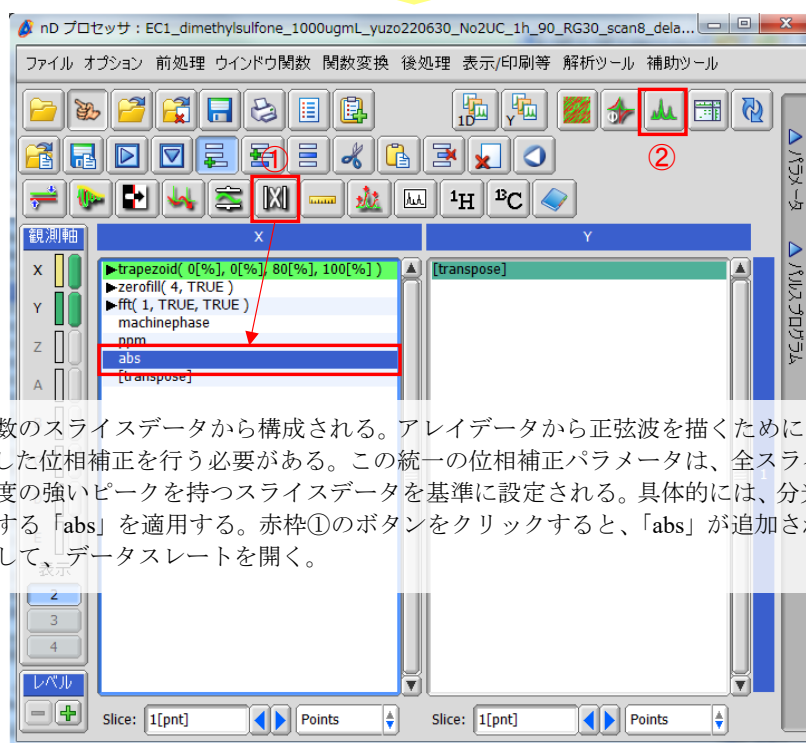 nD プロセッサ : EC1_dimethylsulfone_1000ugmL_yuzo220630_No2UC_1h_90_RG30_scan8_dela...
ファイル オプション 前処理 ウインドウ関数 関数変換 後処理 表示/印刷等 解析ツール 補助ツール
1D Y
① ②
|X| ¹H ¹³C
観測軸 X Y
X ▶trapezoid( 0[%], 0[%], 80[%], 100[%] ) [transpose]
▶zerofill( 4, TRUE )
Y ▶fft( 1, TRUE, TRUE )
machinephase
Z ppm
abs
A [transpose]
数のスライスデータから構成される。アレイデータから正弦波を描くために
した位相補正を行う必要がある。この統一の位相補正パラメータは、全スライ
度の強いピークを持つスライスデータを基準に設定される。具体的には、分光
する「abs」を適用する。赤枠①のボタンをクリックすると、「abs」が追加され
して、データスレートを開く。
表示
2
3
4
レベル
Slice: 1[pnt] Points Slice: 1[pnt] Points
パラメータ
パルスプログラム